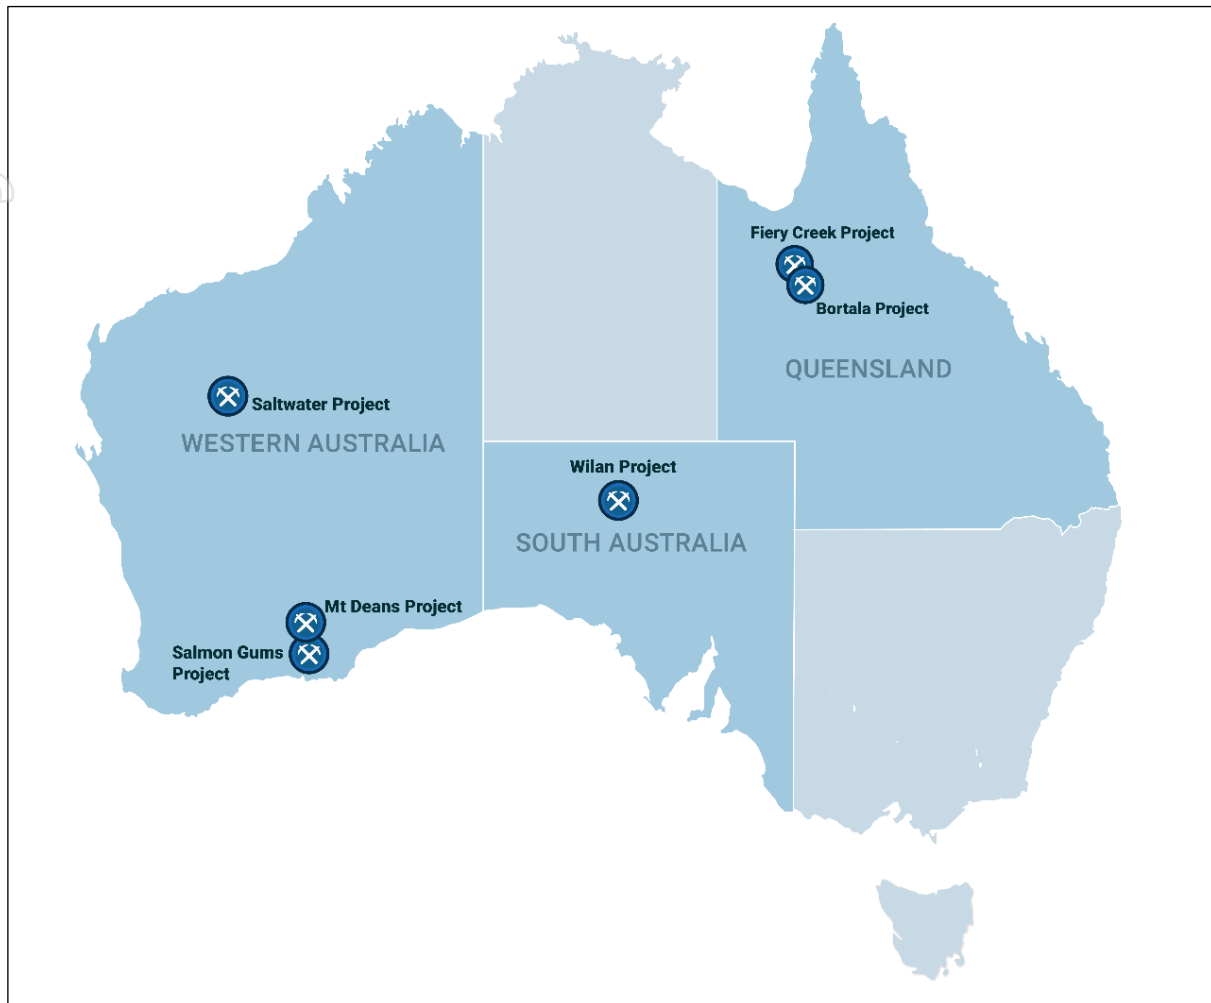 Fiery Creek Project
Bortala Project
QUEENSLAND
Saltwater Project
WESTERN AUSTRALIA
Wilan Project
SOUTH AUSTRALIA
Mt Deans Project
Salmon Gums
Project